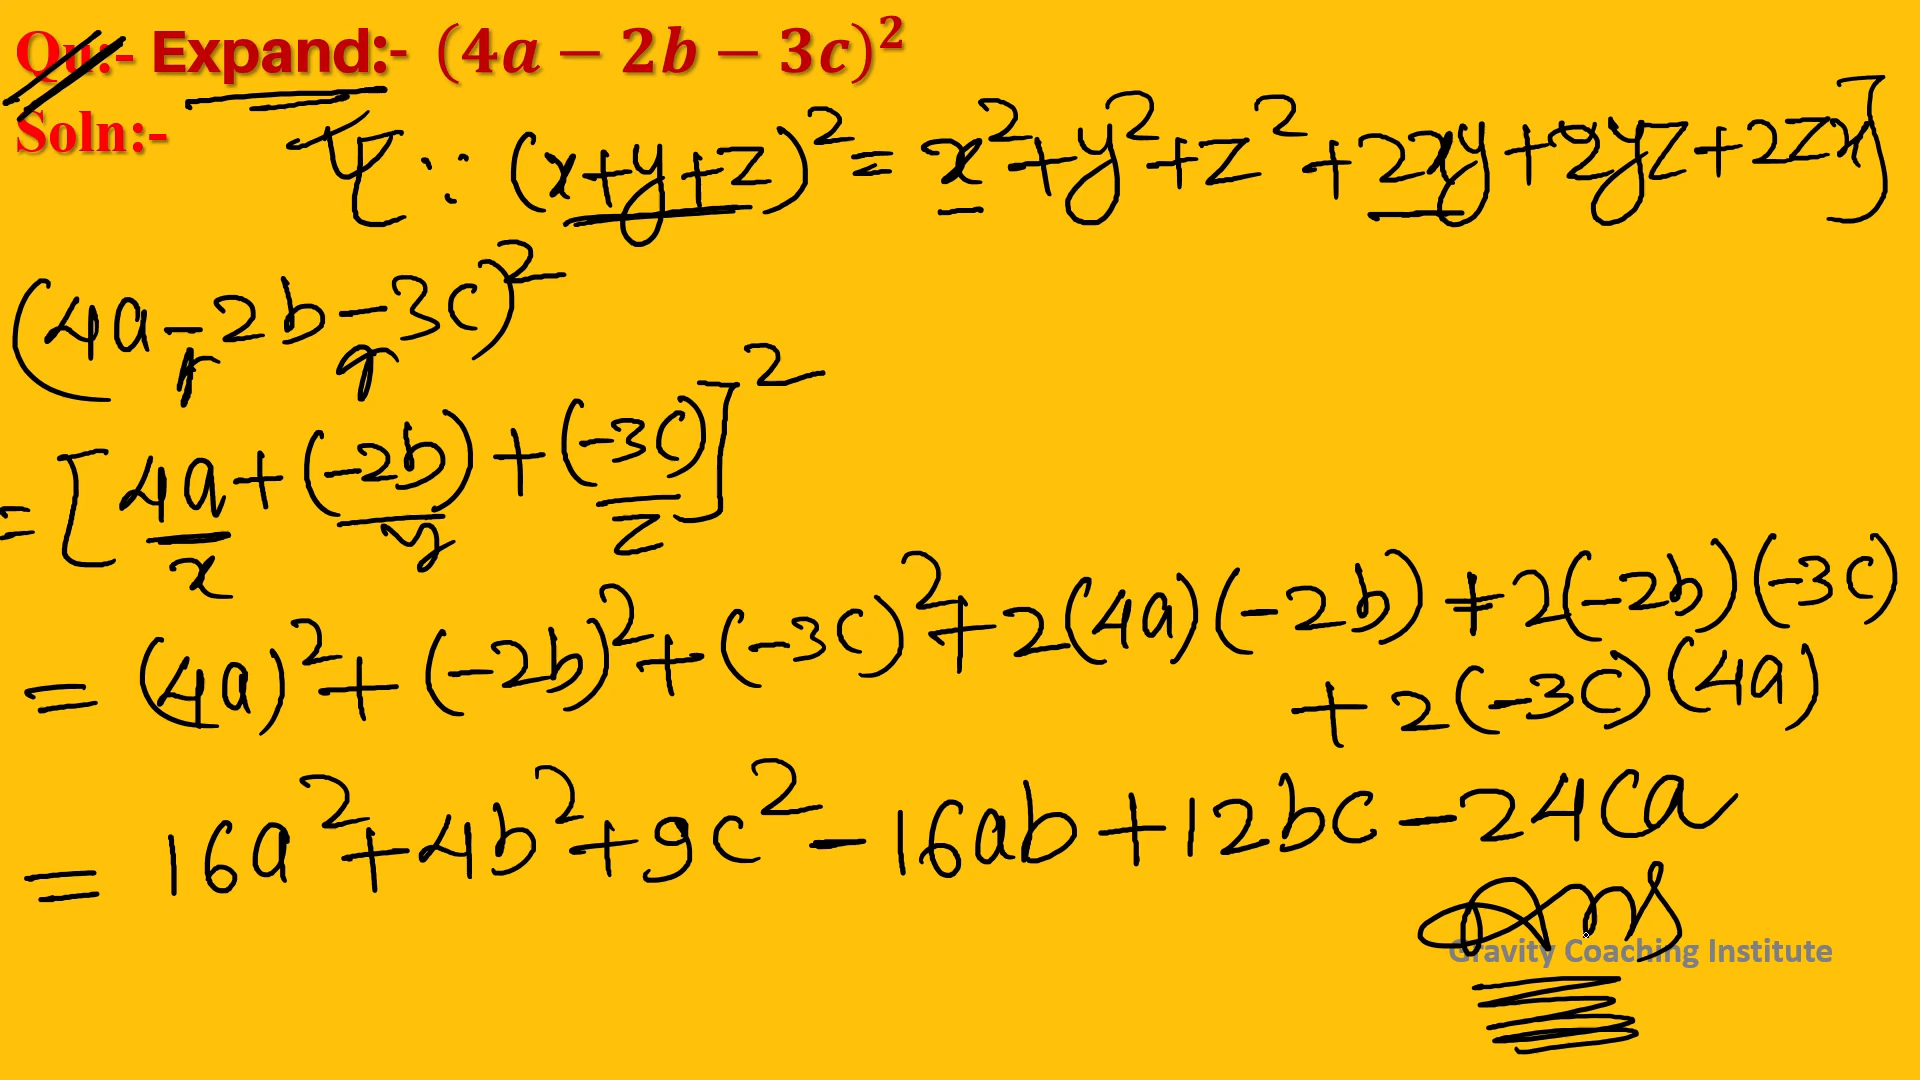 Qu:- Expand:- (4a − 2b − 3c)²
Soln:-
[∵ (x+y+z)² = x²+y²+z²+2xy+2yz+2zx]
(4a-2b-3c)²
= [4a+(-2b)+(-3c)]²
x y z
= (4a)²+(-2b)²+(-3c)²+2(4a)(-2b)+2(-2b)(-3c)
+2(-3c)(4a)
= 16a²+4b²+9c²-16ab+12bc-24ca
Ans
Gravity Coaching Institute